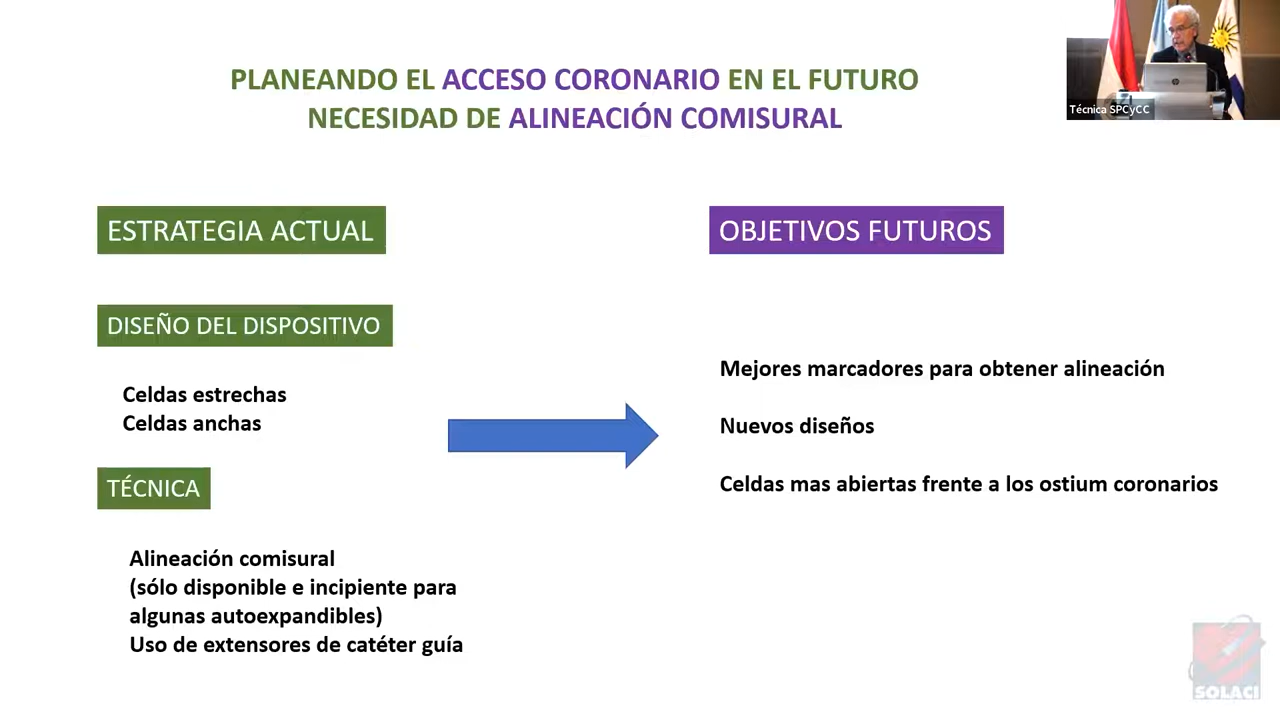 PLANEANDO EL ACCESO CORONARIO EN EL FUTURO
NECESIDAD DE ALINEACIÓN COMISURAL
Técnica SPCyCC
ESTRATEGIA ACTUAL
DISEÑO DEL DISPOSITIVO
Celdas estrechas
Celdas anchas
TÉCNICA
Alineación comisural
(sólo disponible e incipiente para
algunas autoexpandibles)
Uso de extensores de catéter guía
OBJETIVOS FUTUROS
Mejores marcadores para obtener alineación
Nuevos diseños
Celdas mas abiertas frente a los ostium coronarios
SOLACI